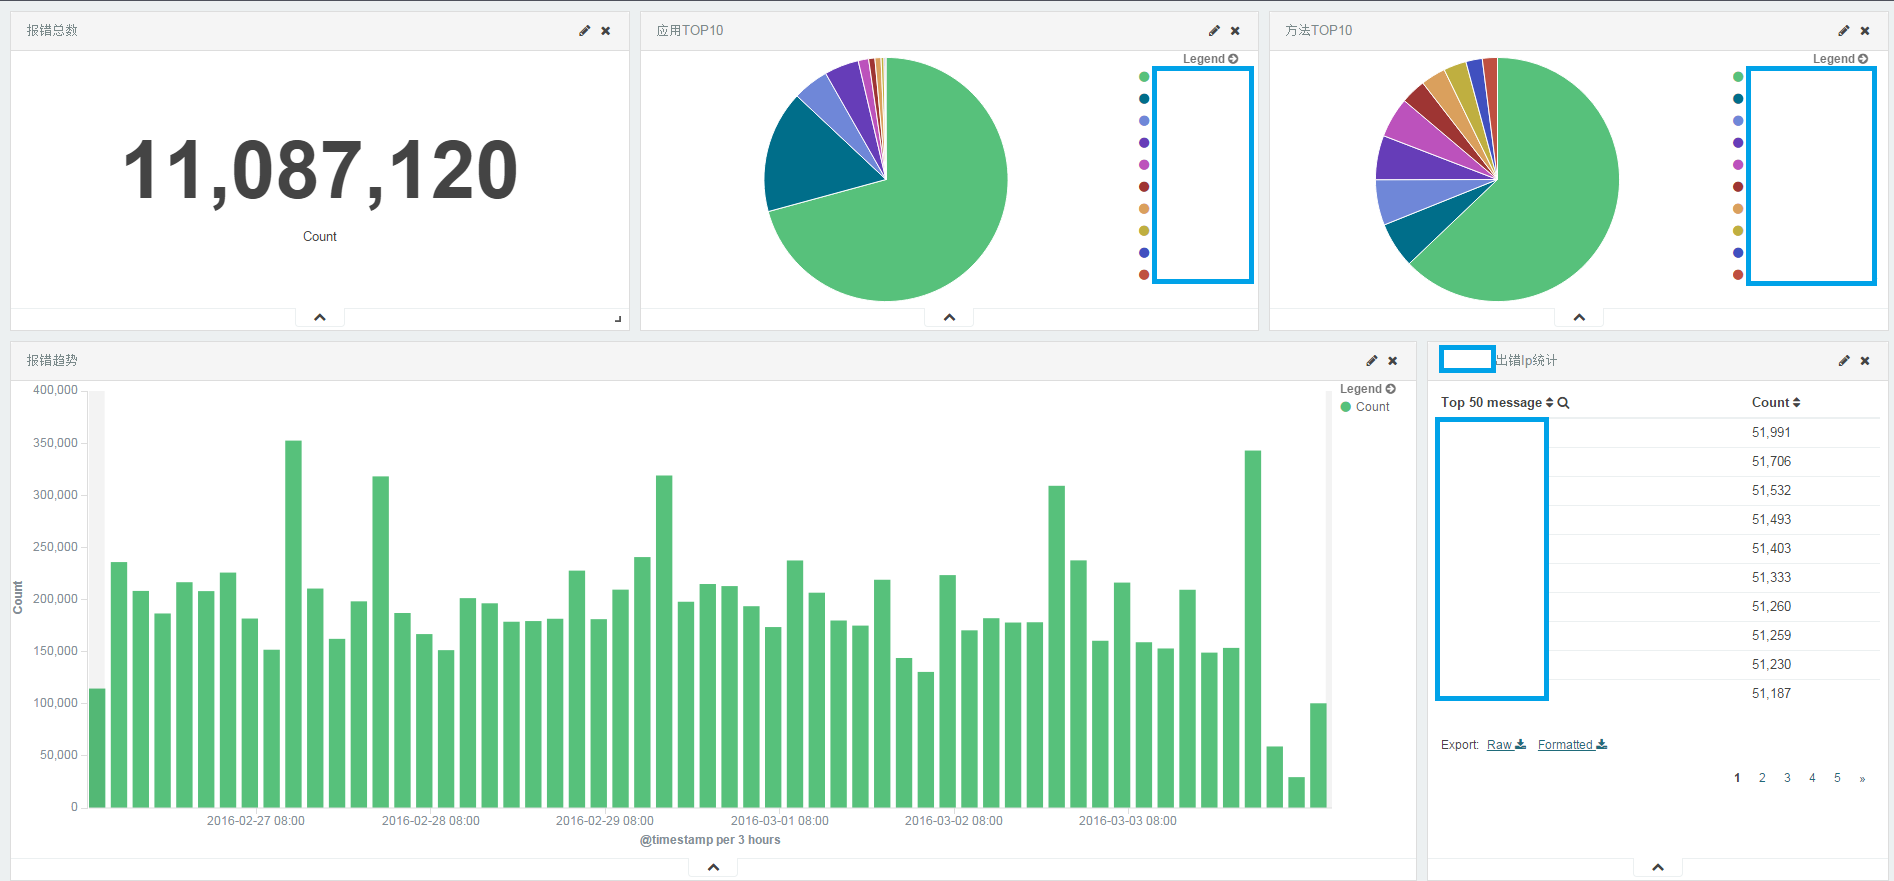 报错总数
11,087,120
Count
应用TOP10
Legend
方法TOP10
Legend
报错趋势
Legend
Count
Count
400,000
350,000
300,000
250,000
200,000
150,000
100,000
50,000
0
2016-02-27 08:00
2016-02-28 08:00
2016-02-29 08:00
2016-03-01 08:00
2016-03-02 08:00
2016-03-03 08:00
@timestamp per 3 hours
出错Ip统计
Top 50 message Count
51,991
51,706
51,532
51,493
51,403
51,333
51,260
51,259
51,230
51,187
Export: Raw Formatted
1 2 3 4 5 »